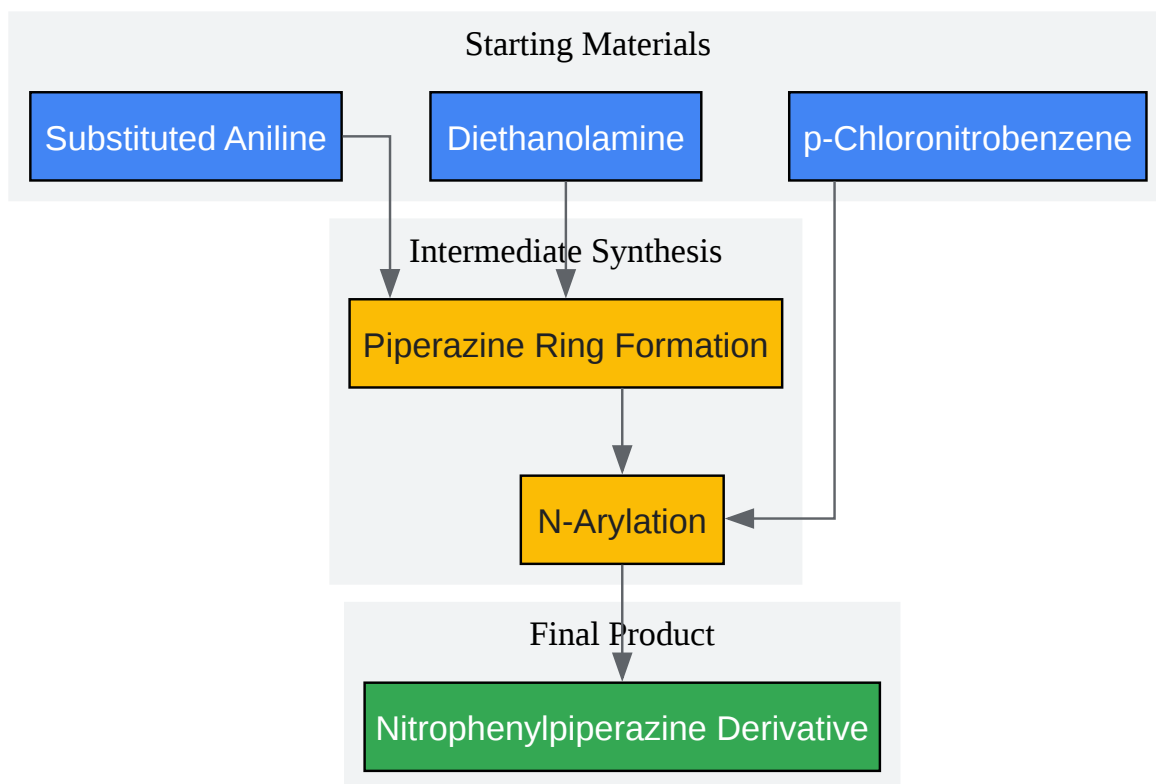 Starting Materials
Substituted Aniline
Diethanolamine
p-Chloronitrobenzene
Intermediate Synthesis
Piperazine Ring Formation
N-Arylation
Final Product
Nitrophenylpiperazine Derivative